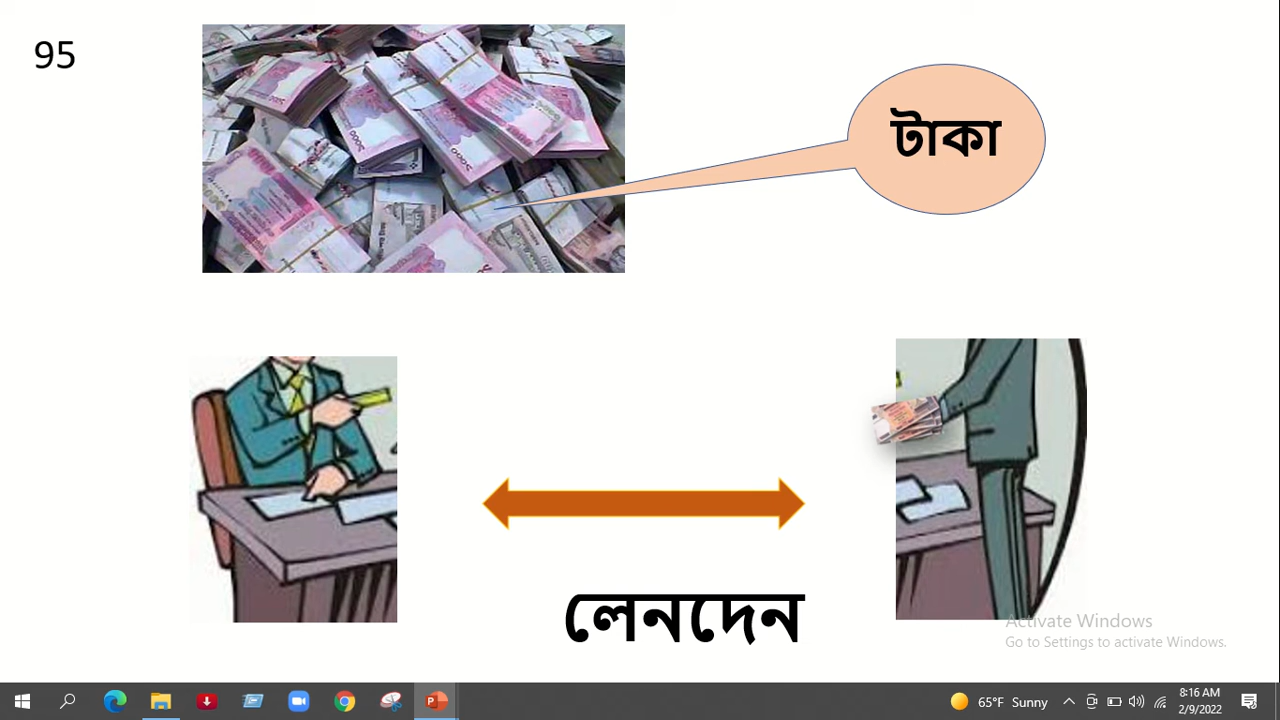 95
টাকা
লেনদেন
Activate Windows
Go to Settings to activate Windows.
65°F Sunny
8:16 AM
2/9/2022